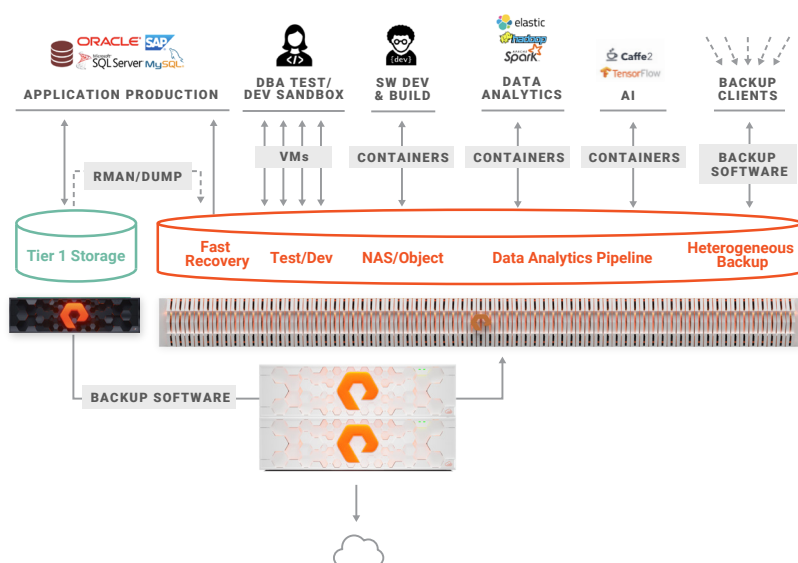 ORACLE
SAP
Microsoft
SQL Server
MySQL
APPLICATION PRODUCTION
DBA TEST/
DEV SANDBOX
{dev}
SW DEV
& BUILD
elastic
hadoop
APACHE
Spark
DATA
ANALYTICS
Caffe2
TensorFlow
AI
BACKUP
CLIENTS
RMAN/DUMP
VMs
CONTAINERS
CONTAINERS
CONTAINERS
BACKUP
SOFTWARE
Tier 1 Storage
Fast
Recovery
Test/Dev
NAS/Object
Data Analytics Pipeline
Heterogeneous
Backup
BACKUP SOFTWARE